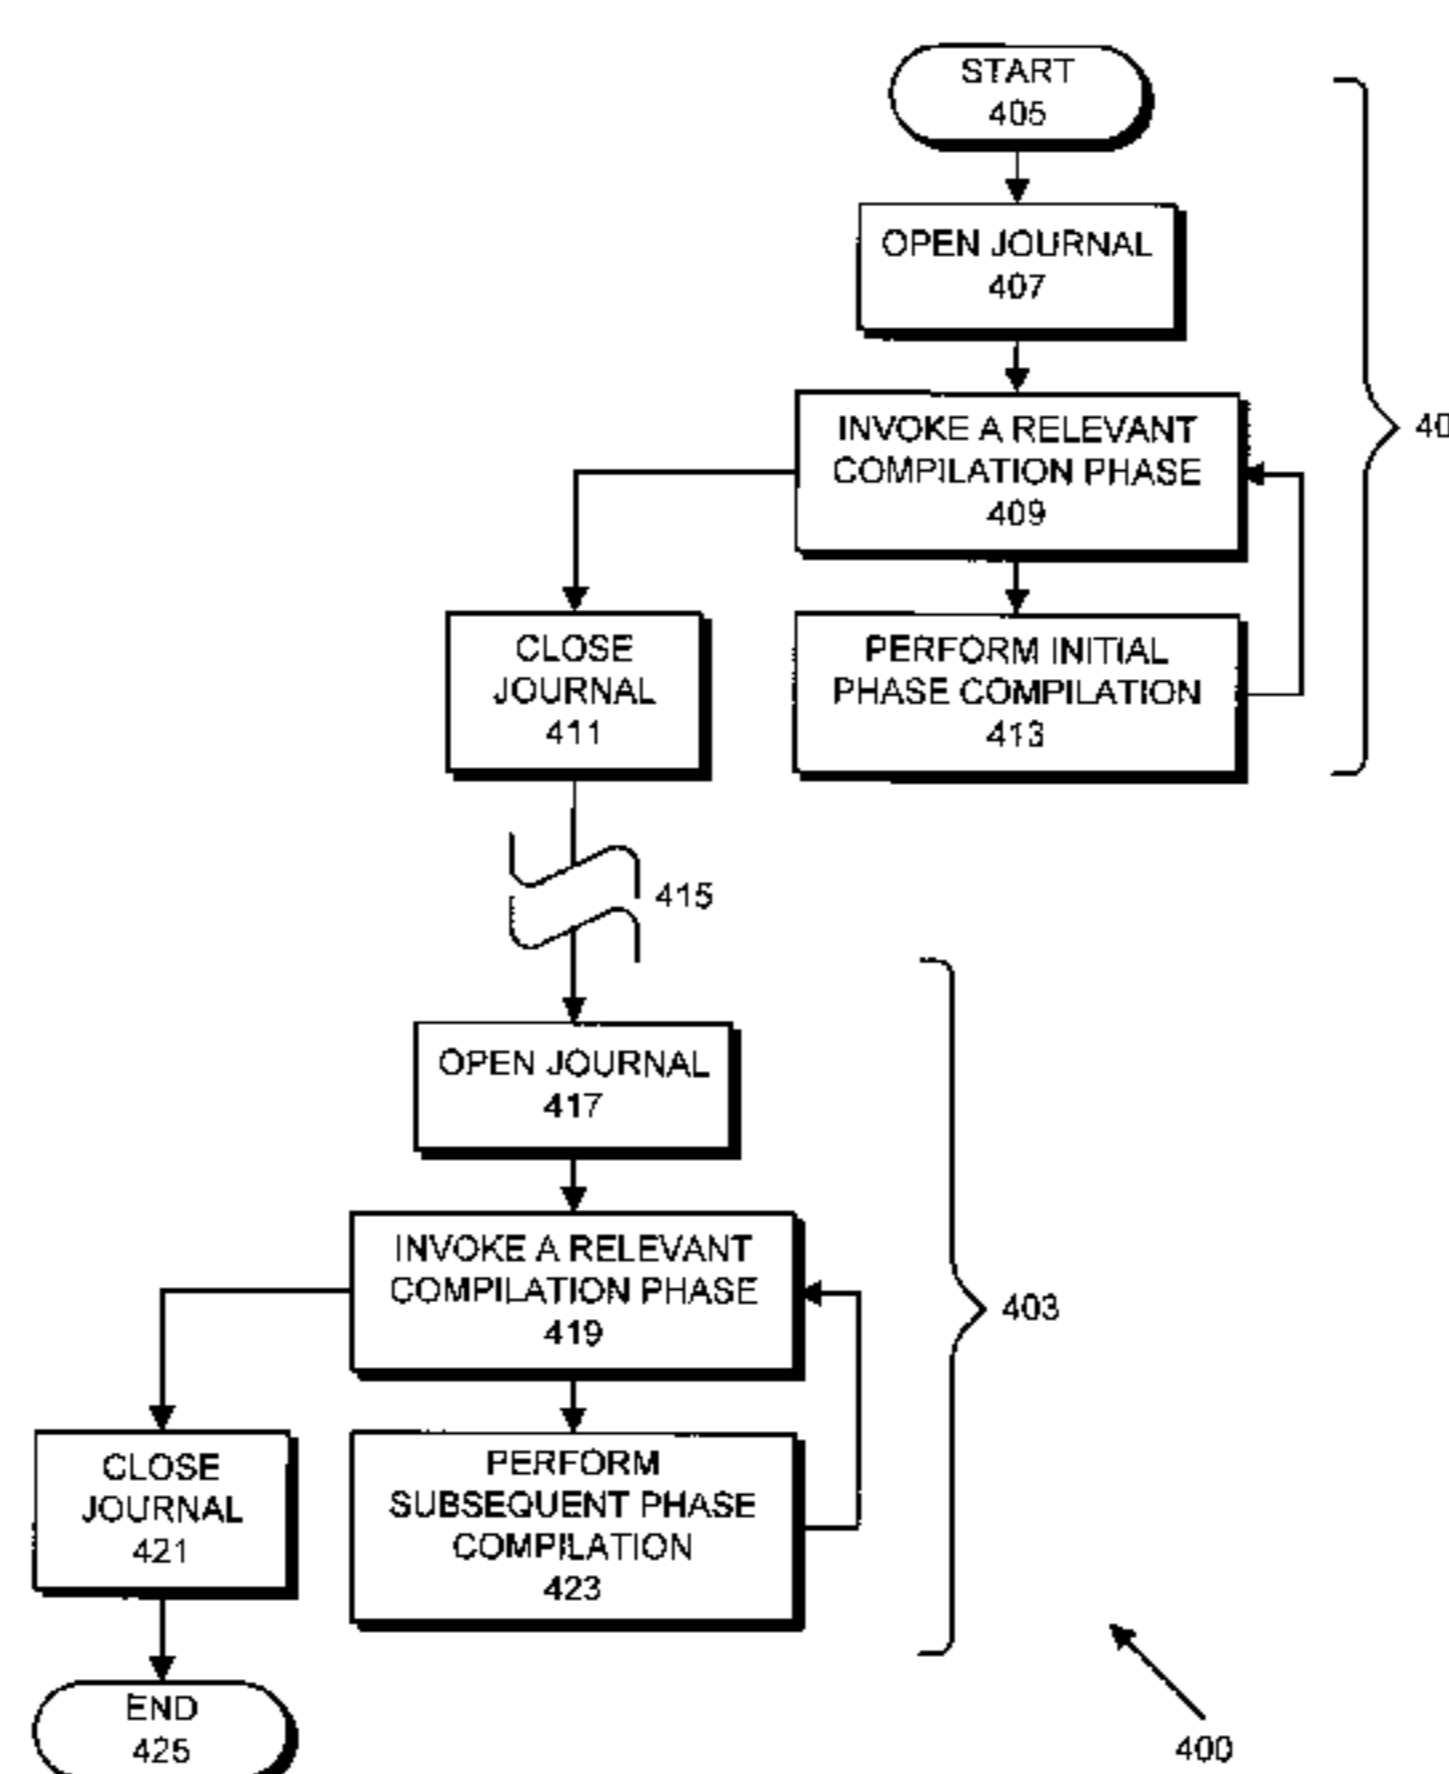 START
405
OPEN JOURNAL
407
INVOKE A RELEVANT
COMPILATION PHASE
409
CLOSE
JOURNAL
411
PERFORM INITIAL
PHASE COMPILATION
413
415
OPEN JOURNAL
417
INVOKE A RELEVANT
COMPILATION PHASE
419
403
CLOSE
JOURNAL
421
PERFORM
SUBSEQUENT PHASE
COMPILATION
423
END
425
400